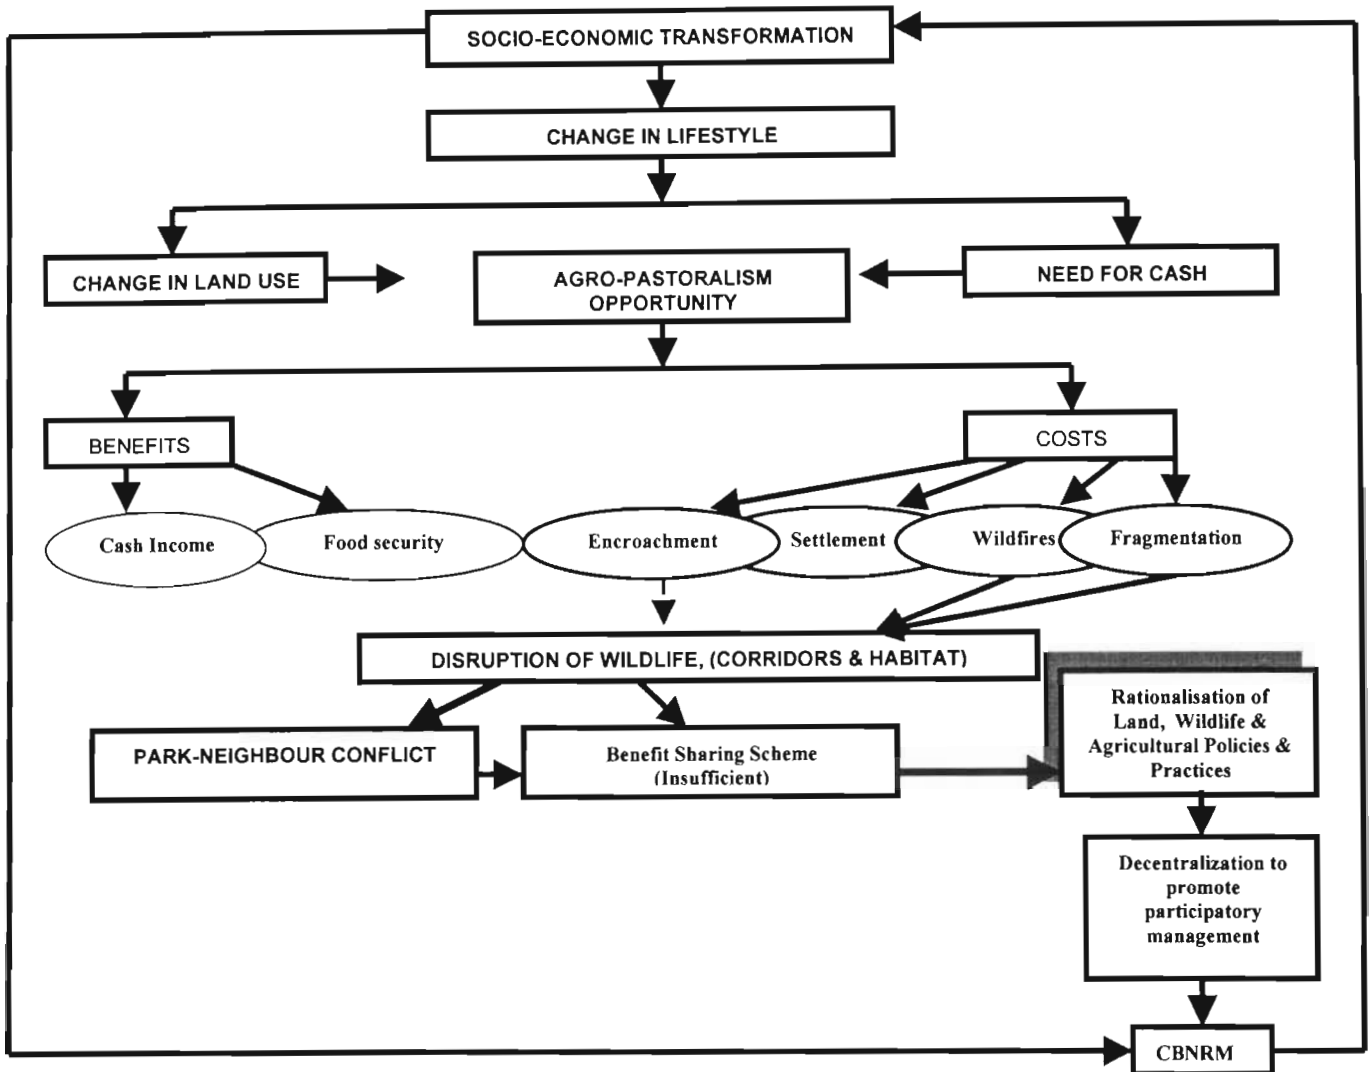 SOCIO-ECONOMIC TRANSFORMATION
CHANGE IN LIFESTYLE
CHANGE IN LAND USE
AGRO-PASTORALISM
OPPORTUNITY
NEED FOR CASH
BENEFITS
COSTS
Cash Income
Food security
Encroachment
Settlement
Wildfires
Fragmentation
DISRUPTION OF WILDLIFE, (CORRIDORS & HABITAT)
PARK-NEIGHBOUR CONFLICT
Benefit Sharing Scheme
(Insufficient)
Rationalisation of
Land, Wildlife &
Agricultural Policies &
Practices
Decentralization to
promote
participatory
management
CBNRM